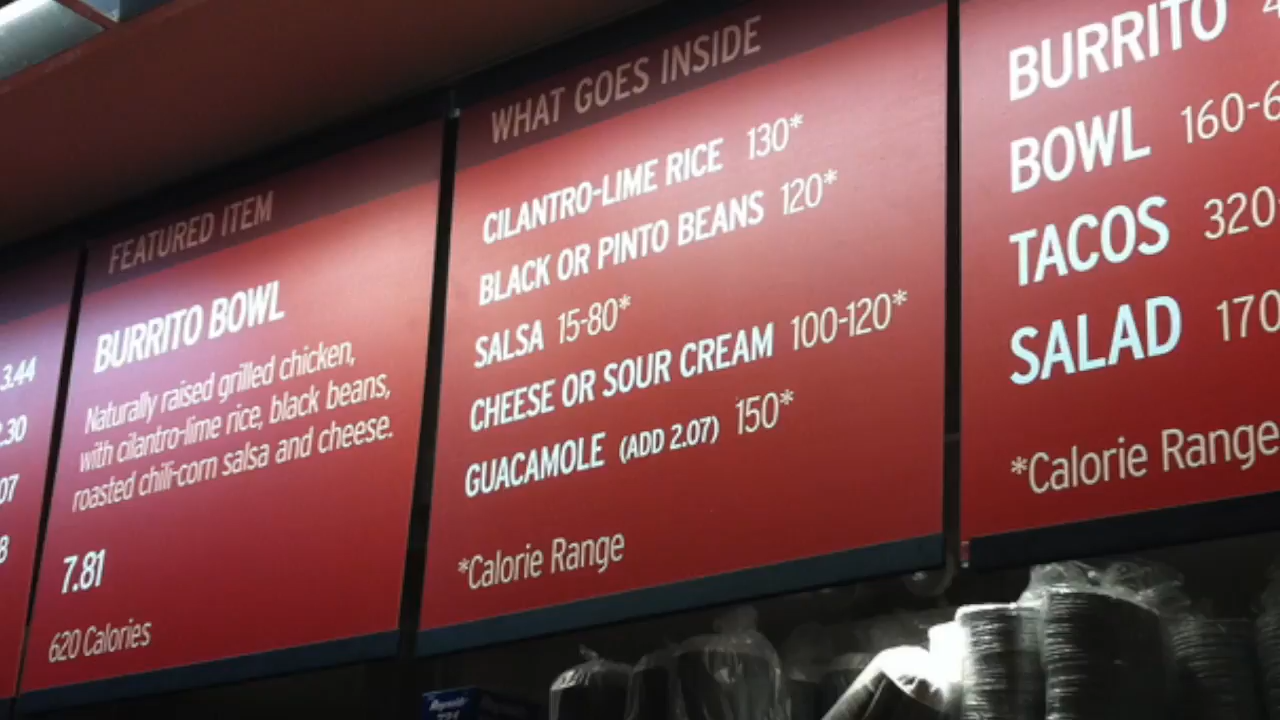 3.44
.30
07
8
FEATURED ITEM
BURRITO BOWL
Naturally raised grilled chicken,
with cilantro-lime rice, black beans,
roasted chili-corn salsa and cheese.
7.81
620 Calories
WHAT GOES INSIDE
CILANTRO-LIME RICE 130*
BLACK OR PINTO BEANS 120*
SALSA 15-80*
CHEESE OR SOUR CREAM 100-120*
GUACAMOLE (ADD 2.07) 150*
*Calorie Range
BURRITO 4
BOWL 160-6
TACOS 320
SALAD 170
*Calorie Range
Reynolds